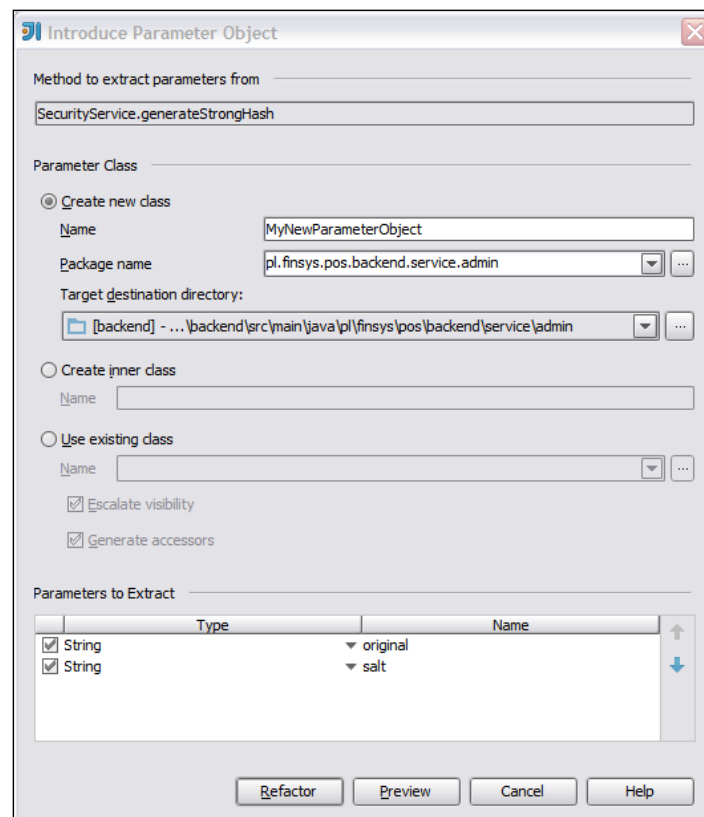 Introduce Parameter Object
Method to extract parameters from
SecurityService.generateStrongHash
Parameter Class
Create new class
Name MyNewParameterObject
Package name pl.finsys.pos.backend.service.admin ...
Target destination directory:
[backend] - ...\backend\src\main\java\pl\finsys\pos\backend\service\admin ...
Create inner class
Name
Use existing class
Name ...
Escalate visibility
Generate accessors
Parameters to Extract
Type Name
String original
String salt
Refactor Preview Cancel Help